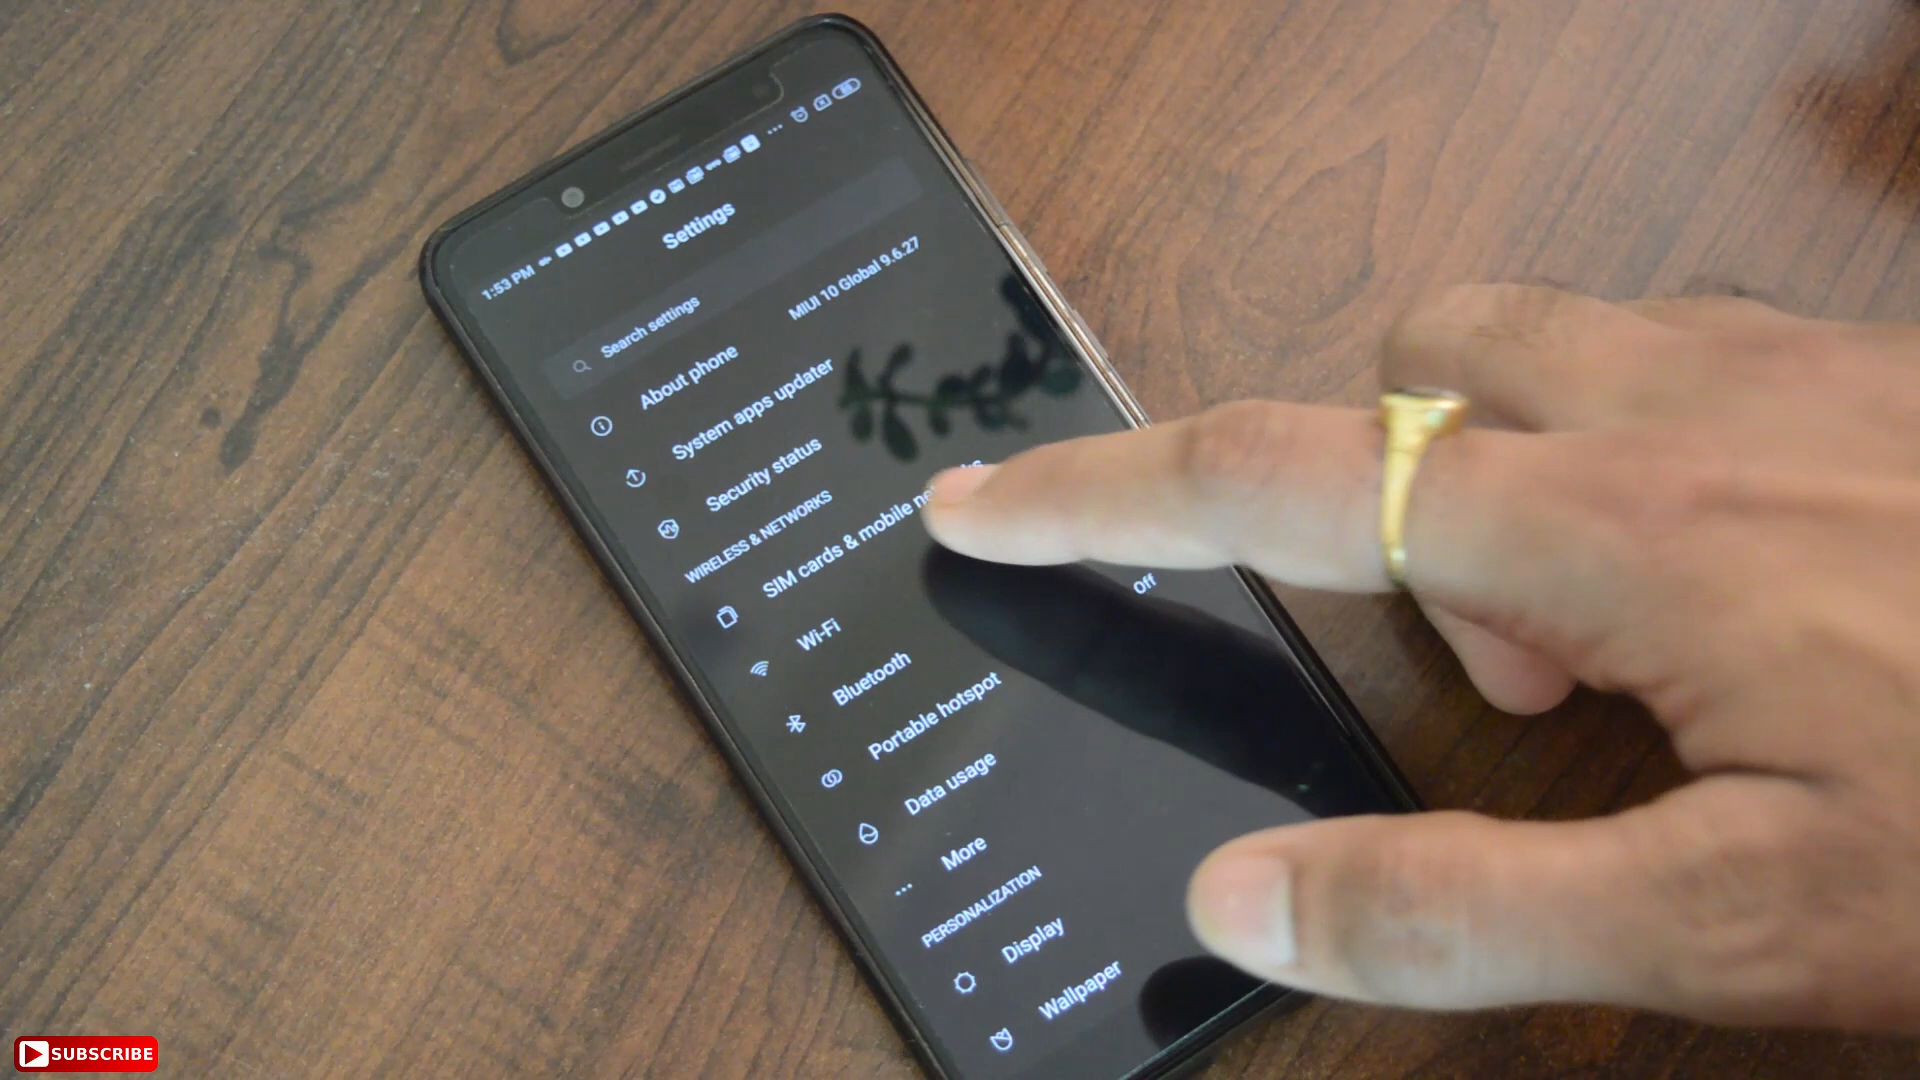 1:53 PM
Settings
Search settings
About phone MIUI 10 Global 9.6.27
System apps updater
Security status
WIRELESS & NETWORKS
SIM cards & mobile
Wi-Fi
Bluetooth Off
Portable hotspot
Data usage
More
PERSONALIZATION
Display
Wallpaper
SUBSCRIBE